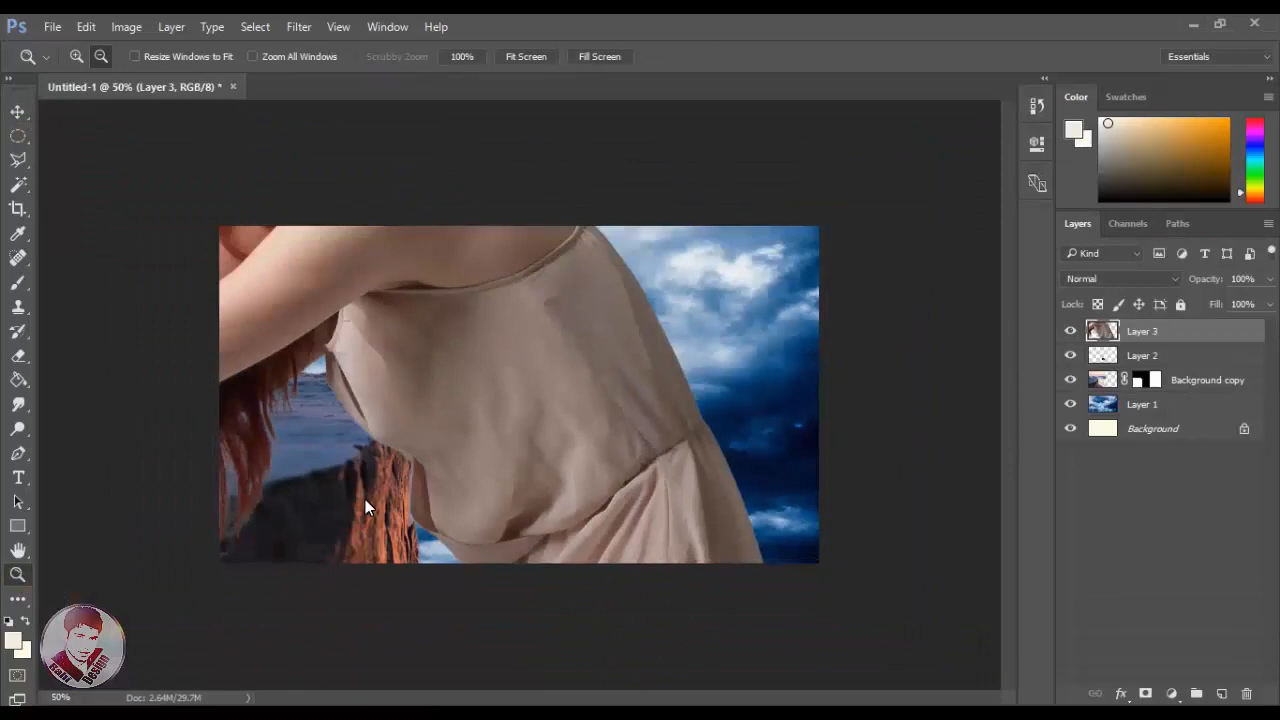 Ps File Edit Image Layer Type Select Filter View Window Help
Resize Windows to Fit Zoom All Windows Scrubby Zoom 100% Fit Screen Fill Screen Essentials
Untitled-1 @ 50% (Layer 3, RGB/8) *
Color Swatches
Layers Channels Paths
Kind
Normal Opacity: 100%
Lock: Fill: 100%
Layer 3
Layer 2
Background copy
Layer 1
Background
50% Doc: 2.64M/29.7M